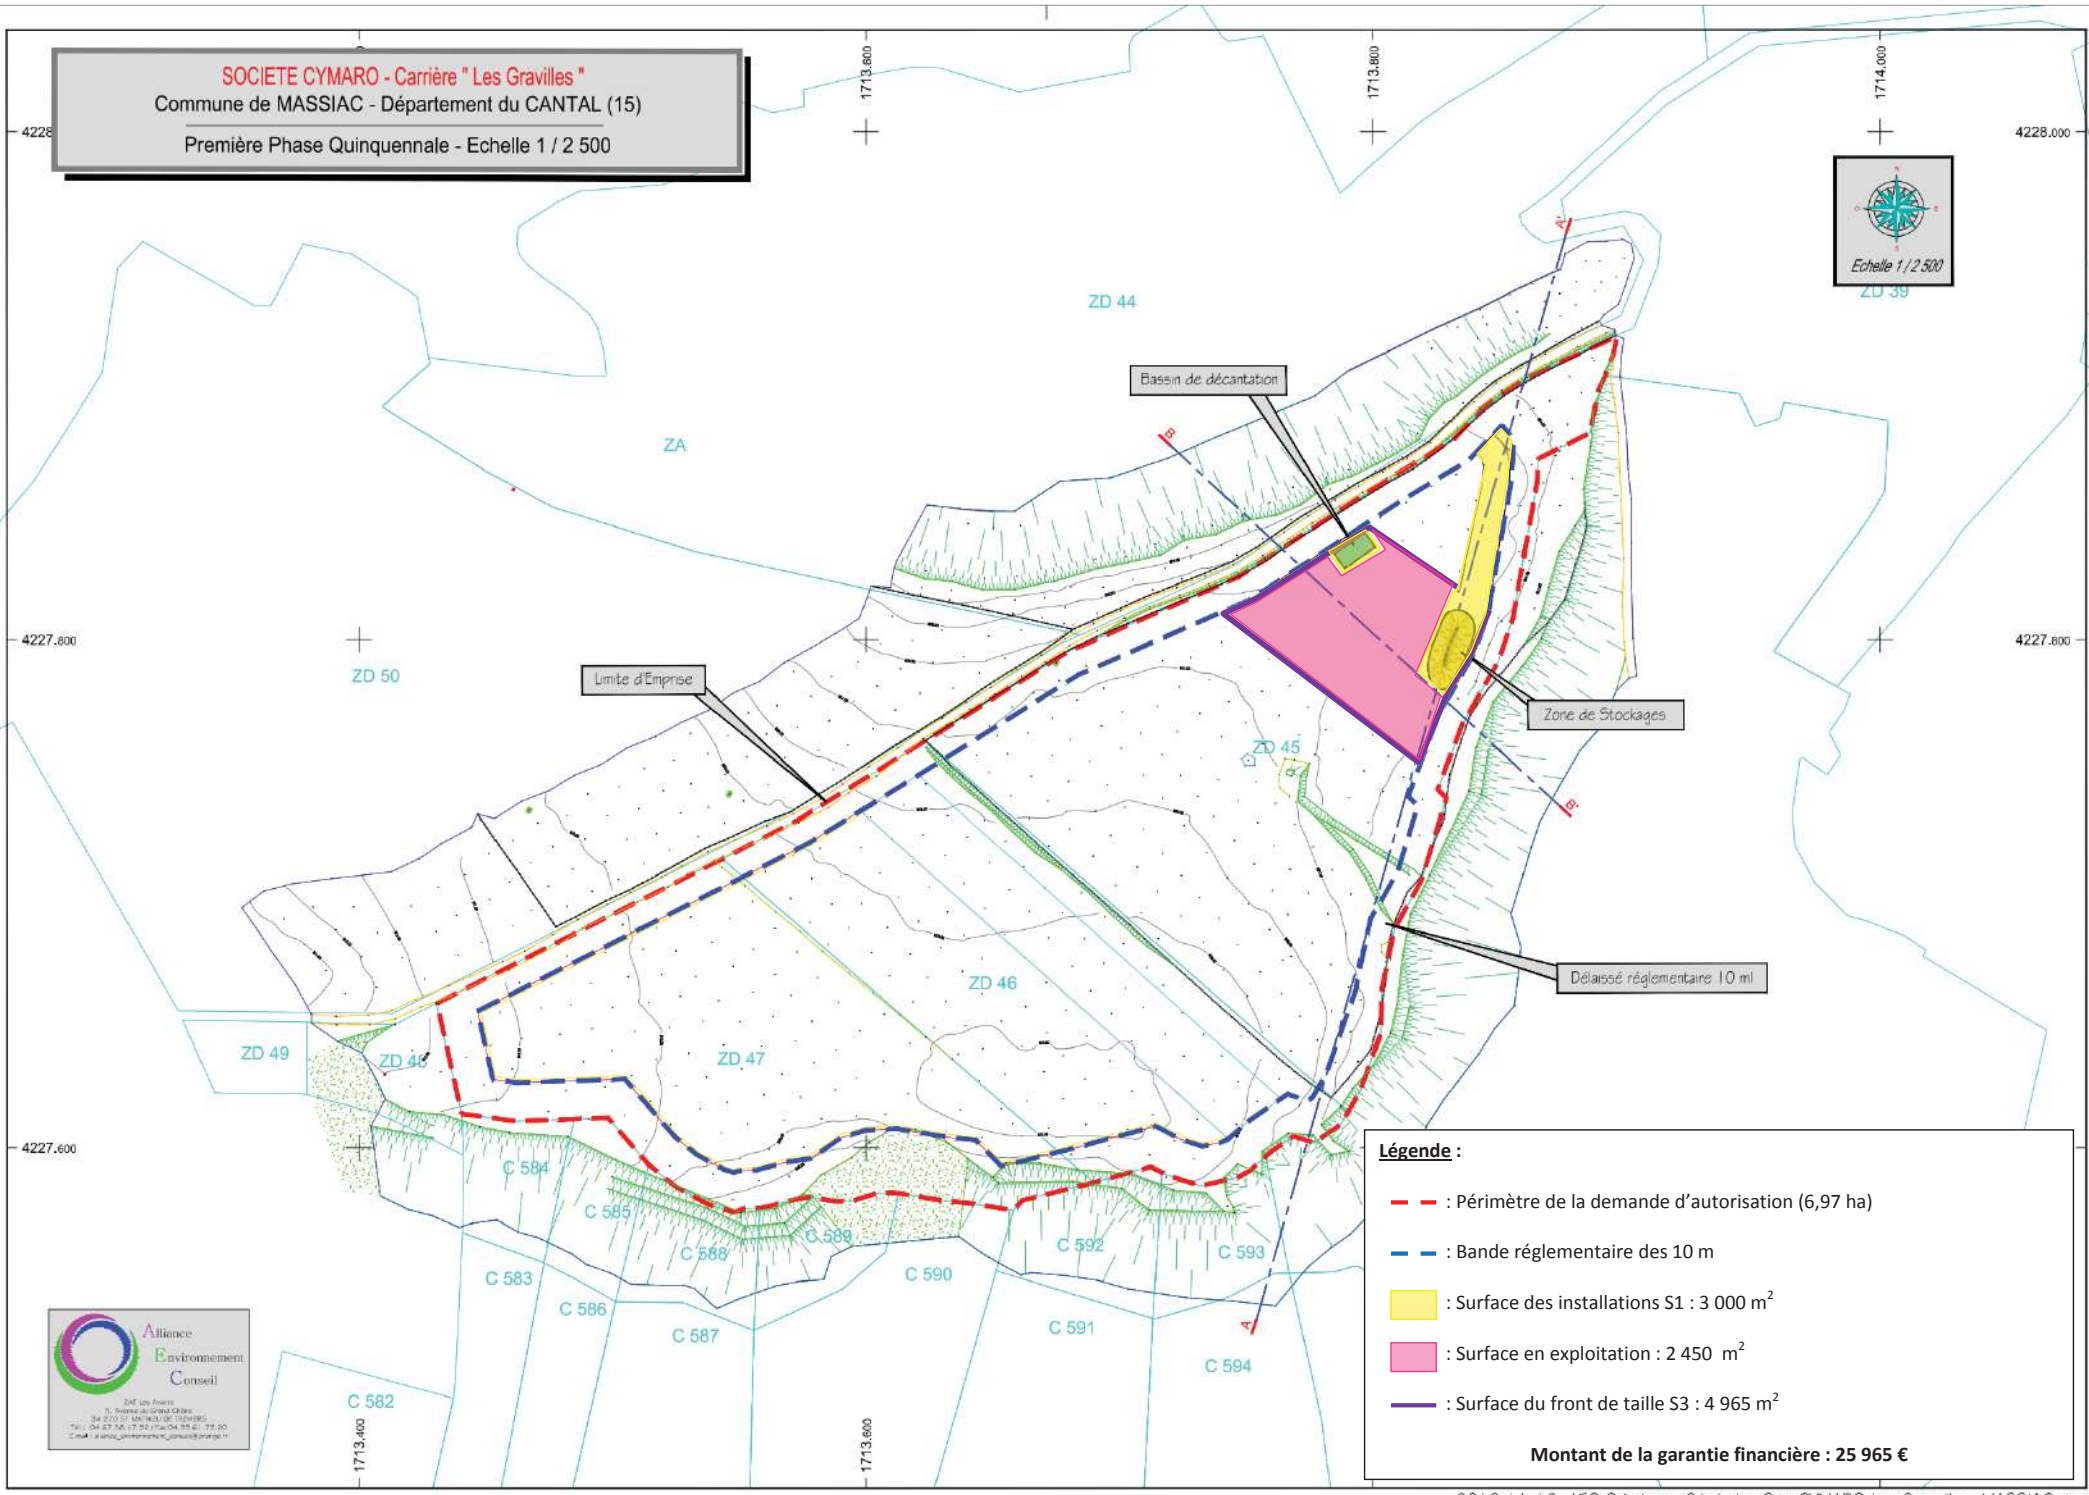 SOCIETE CYMARO - Carrière " Les Gravilles "
Commune de MASSIAC - Département du CANTAL (15)
Première Phase Quinquennale - Echelle 1 / 2 500
1713.600
1713.800
1714.000
4228
4228.000
N
O
E
S
Echelle 1 / 2 500
ZD 39
A'
ZD 44
Bassin de décantation
B
ZA
4227.800
4227.800
ZD 50
Limite d'Emprise
Zone de Stockages
ZD 45
B'
ZD 46
Délaissé réglementaire 10 ml
ZD 49
ZD 48
ZD 47
4227.600
C 584
C 585
C 588
C 589
C 592
C 593
C 583
C 586
C 587
C 590
C 591
C 594
C 582
A
1713.400
1713.600
Légende :
: Périmètre de la demande d'autorisation (6,97 ha)
: Bande réglementaire des 10 m
: Surface des installations S1 : 3 000 m²
: Surface en exploitation : 2 450 m²
: Surface du front de taille S3 : 4 965 m²
Montant de la garantie financière : 25 965 €
Alliance
Environnement
Conseil